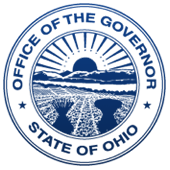 OFFICE OF THE GOVERNOR
STATE OF OHIO